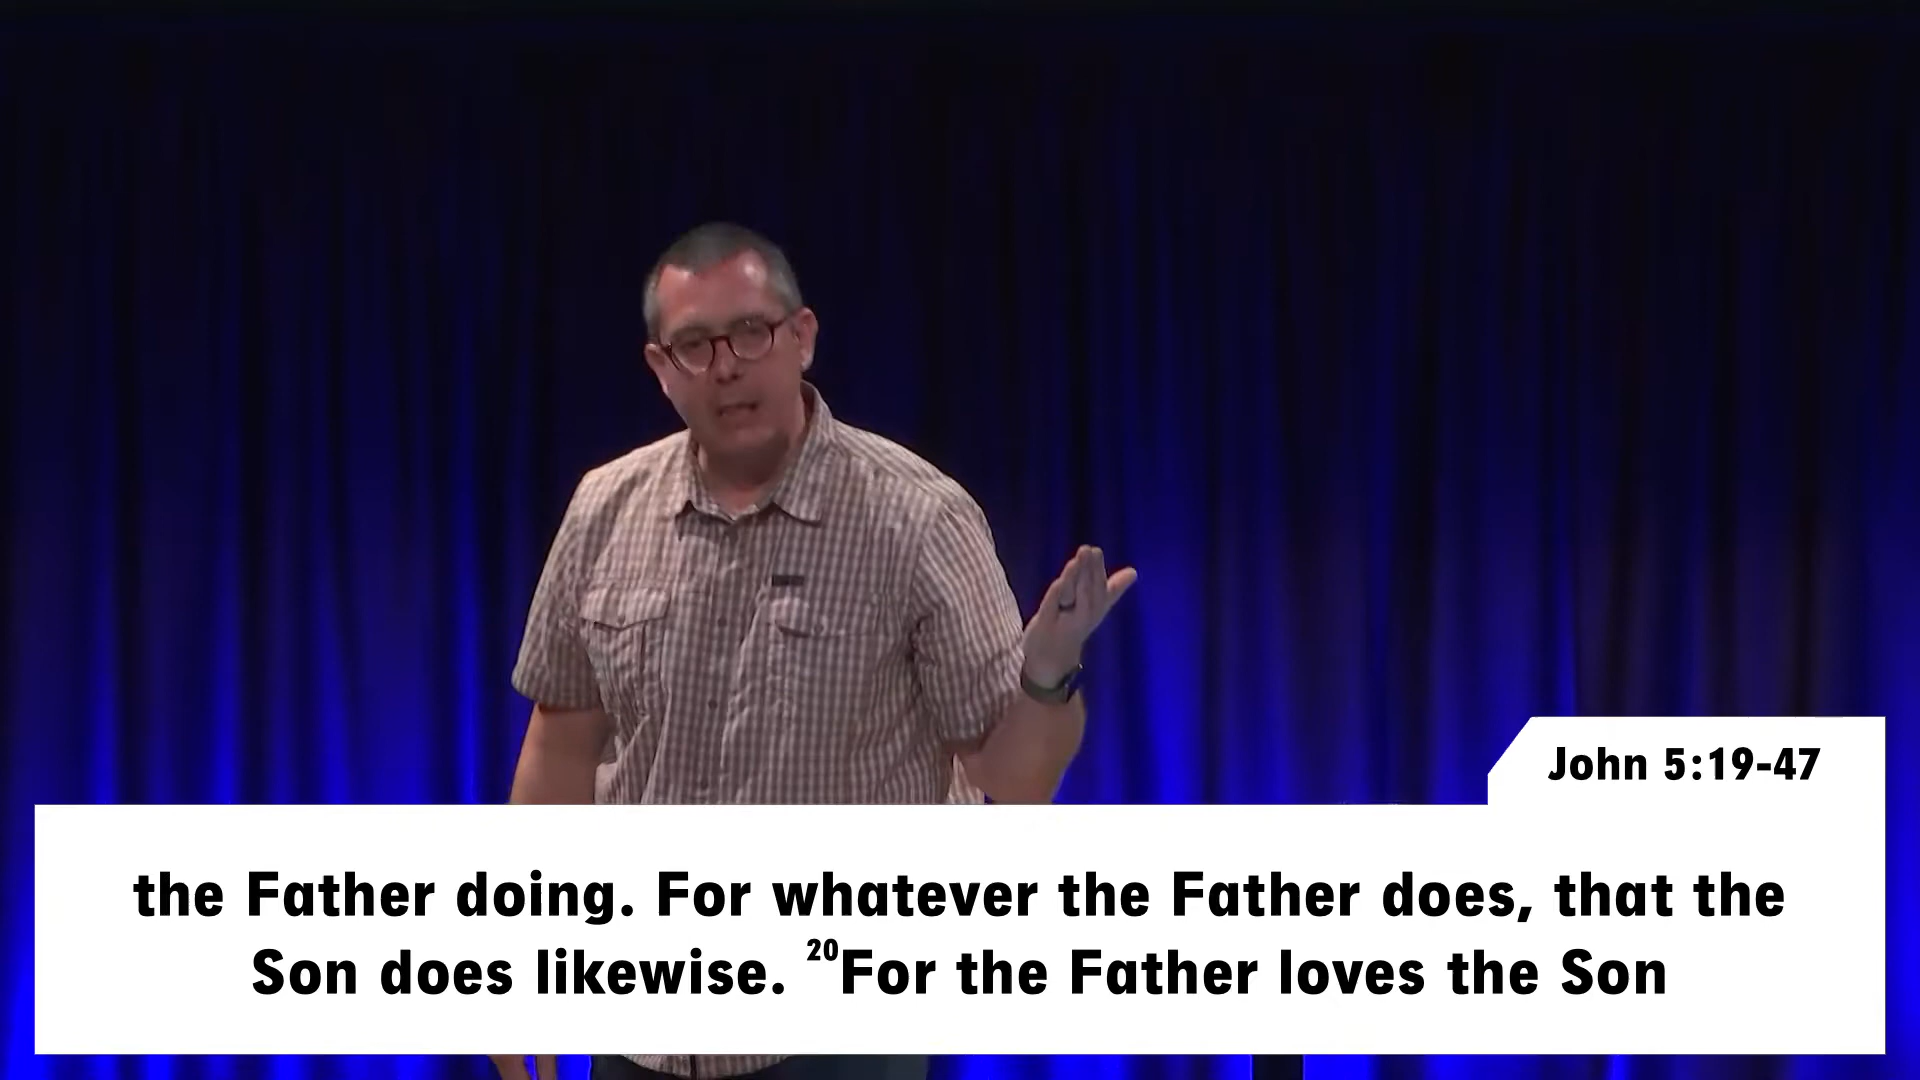 John 5:19-47
the Father doing. For whatever the Father does, that the
Son does likewise. ²⁰For the Father loves the Son